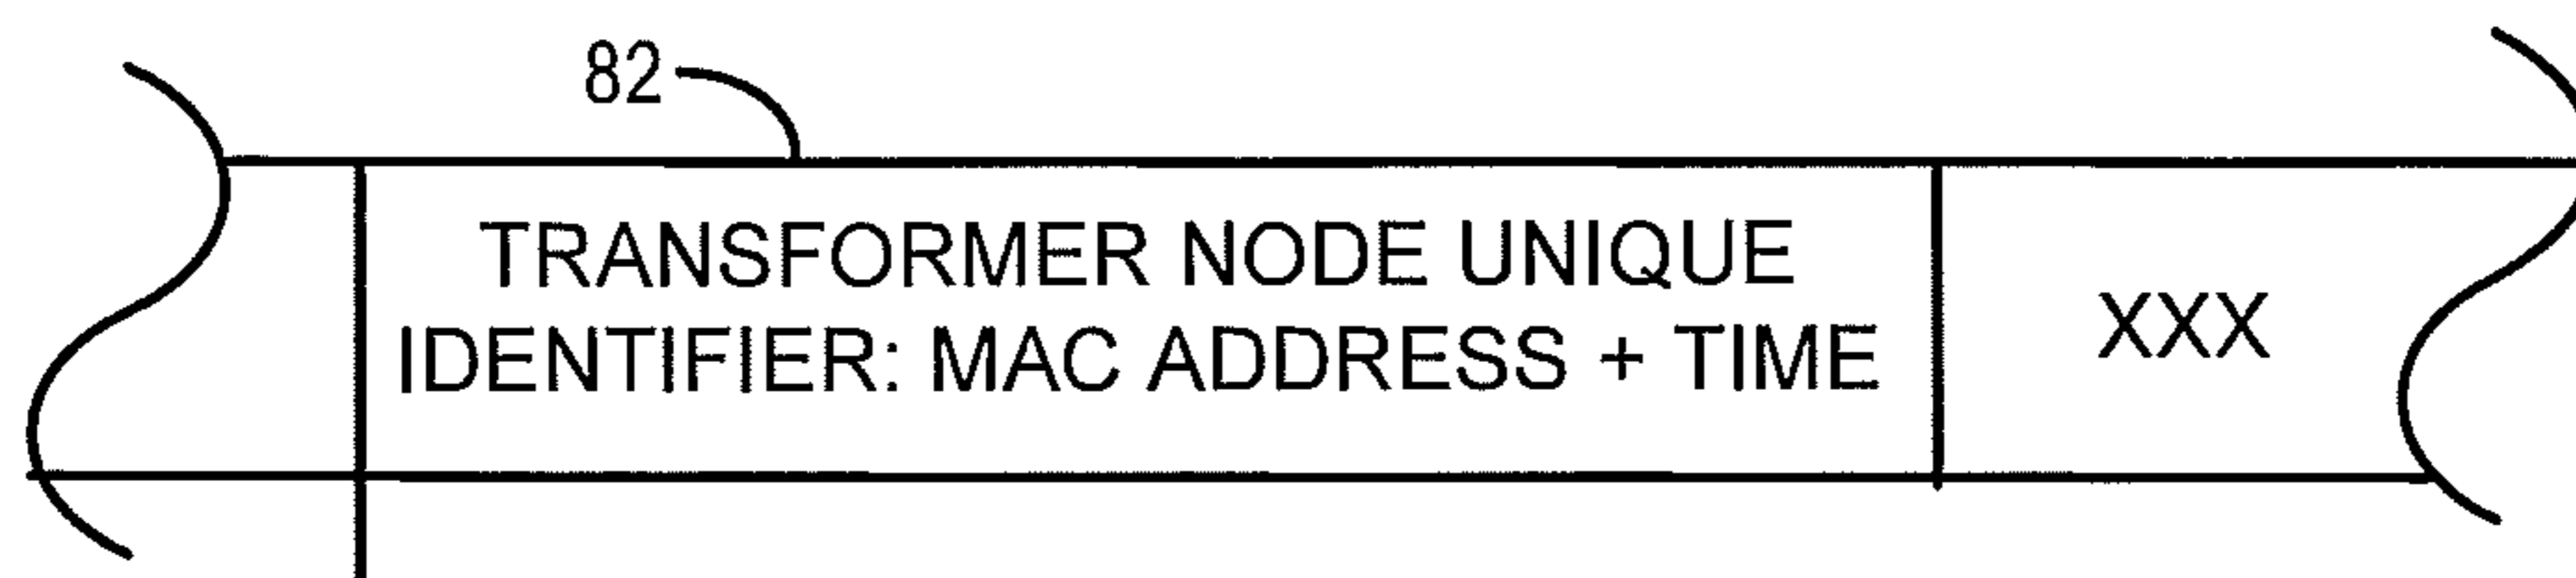 82
TRANSFORMER NODE UNIQUE
IDENTIFIER: MAC ADDRESS + TIME
XXX